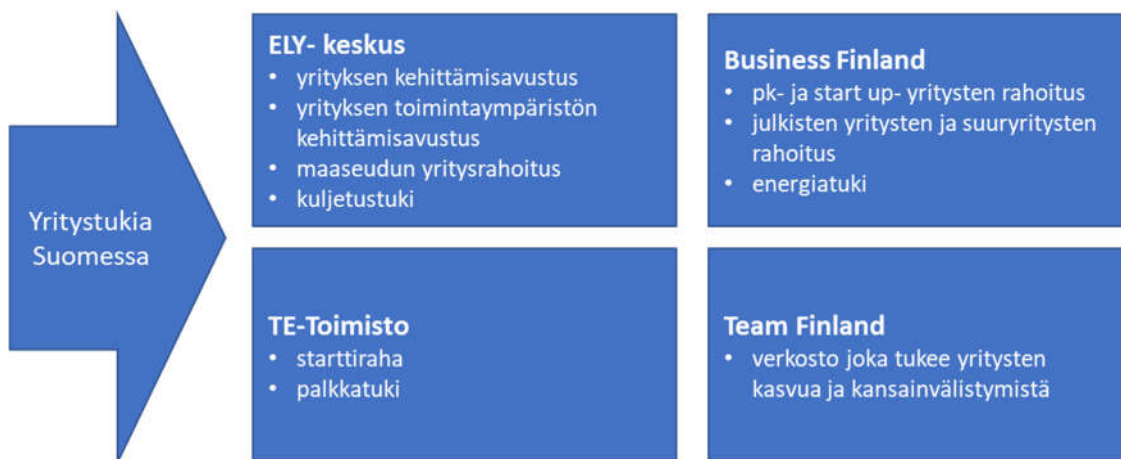 Yritystukia
Suomessa
ELY- keskus
• yrityksen kehittämisavustus
• yrityksen toimintaympäristön
kehittämisavustus
• maaseudun yritysrahoitus
• kuljetustuki
Business Finland
• pk- ja start up- yritysten rahoitus
• julkisten yritysten ja suuryritysten
rahoitus
• energiatuki
TE-Toimisto
• starttiraha
• palkkatuki
Team Finland
• verkosto joka tukee yritysten
kasvua ja kansainvälistymistä